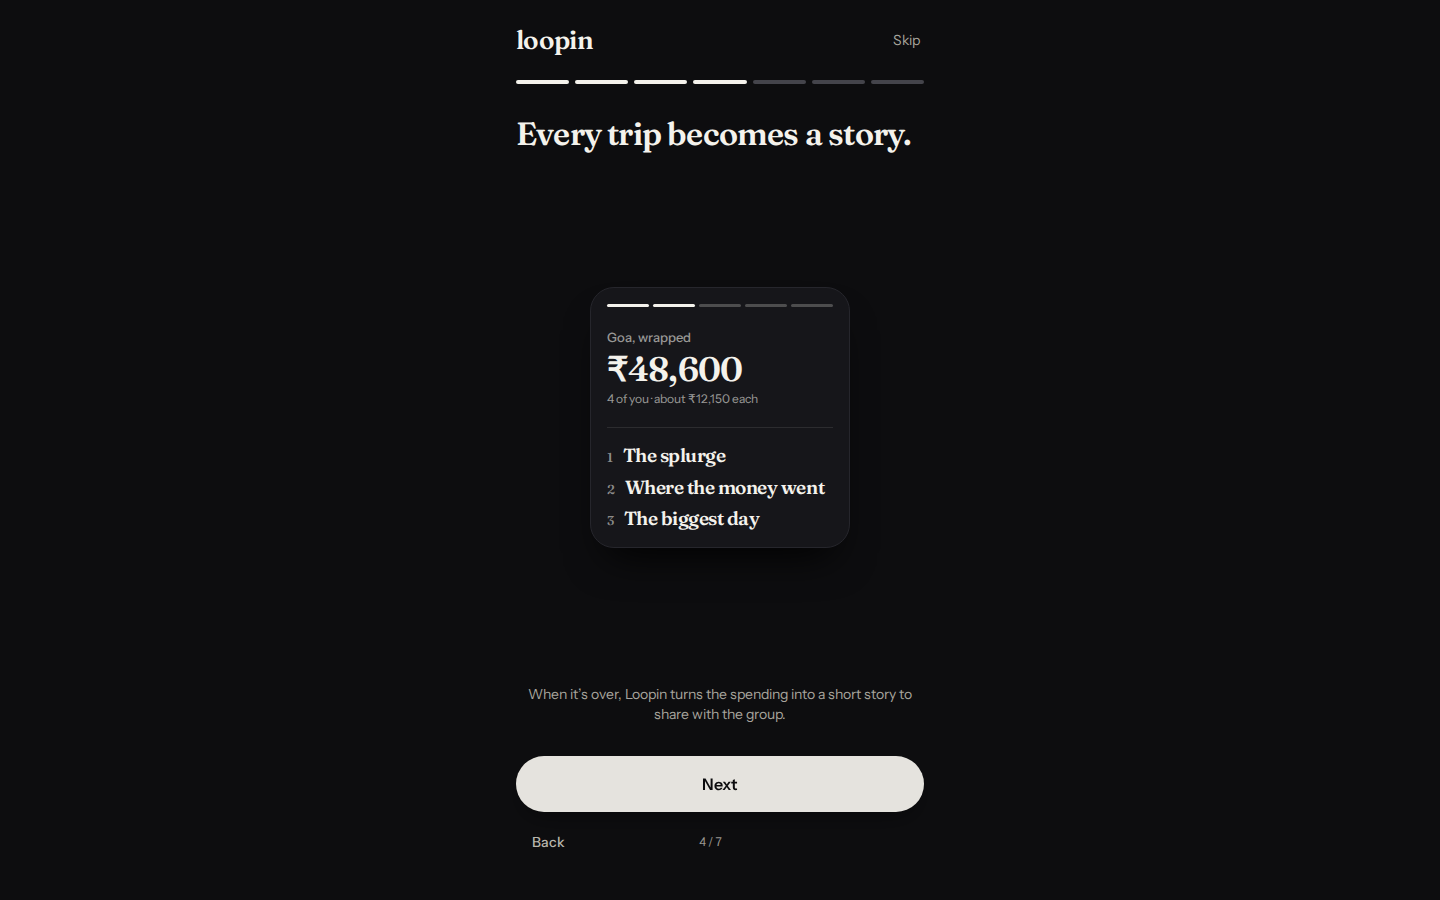 loopin
Skip
Every trip becomes a story.
Goa, wrapped
₹48,600
4 of you · about ₹12,150 each
1 The splurge
2 Where the money went
3 The biggest day
When it's over, Loopin turns the spending into a short story to
share with the group.
Next
Back
4 / 7